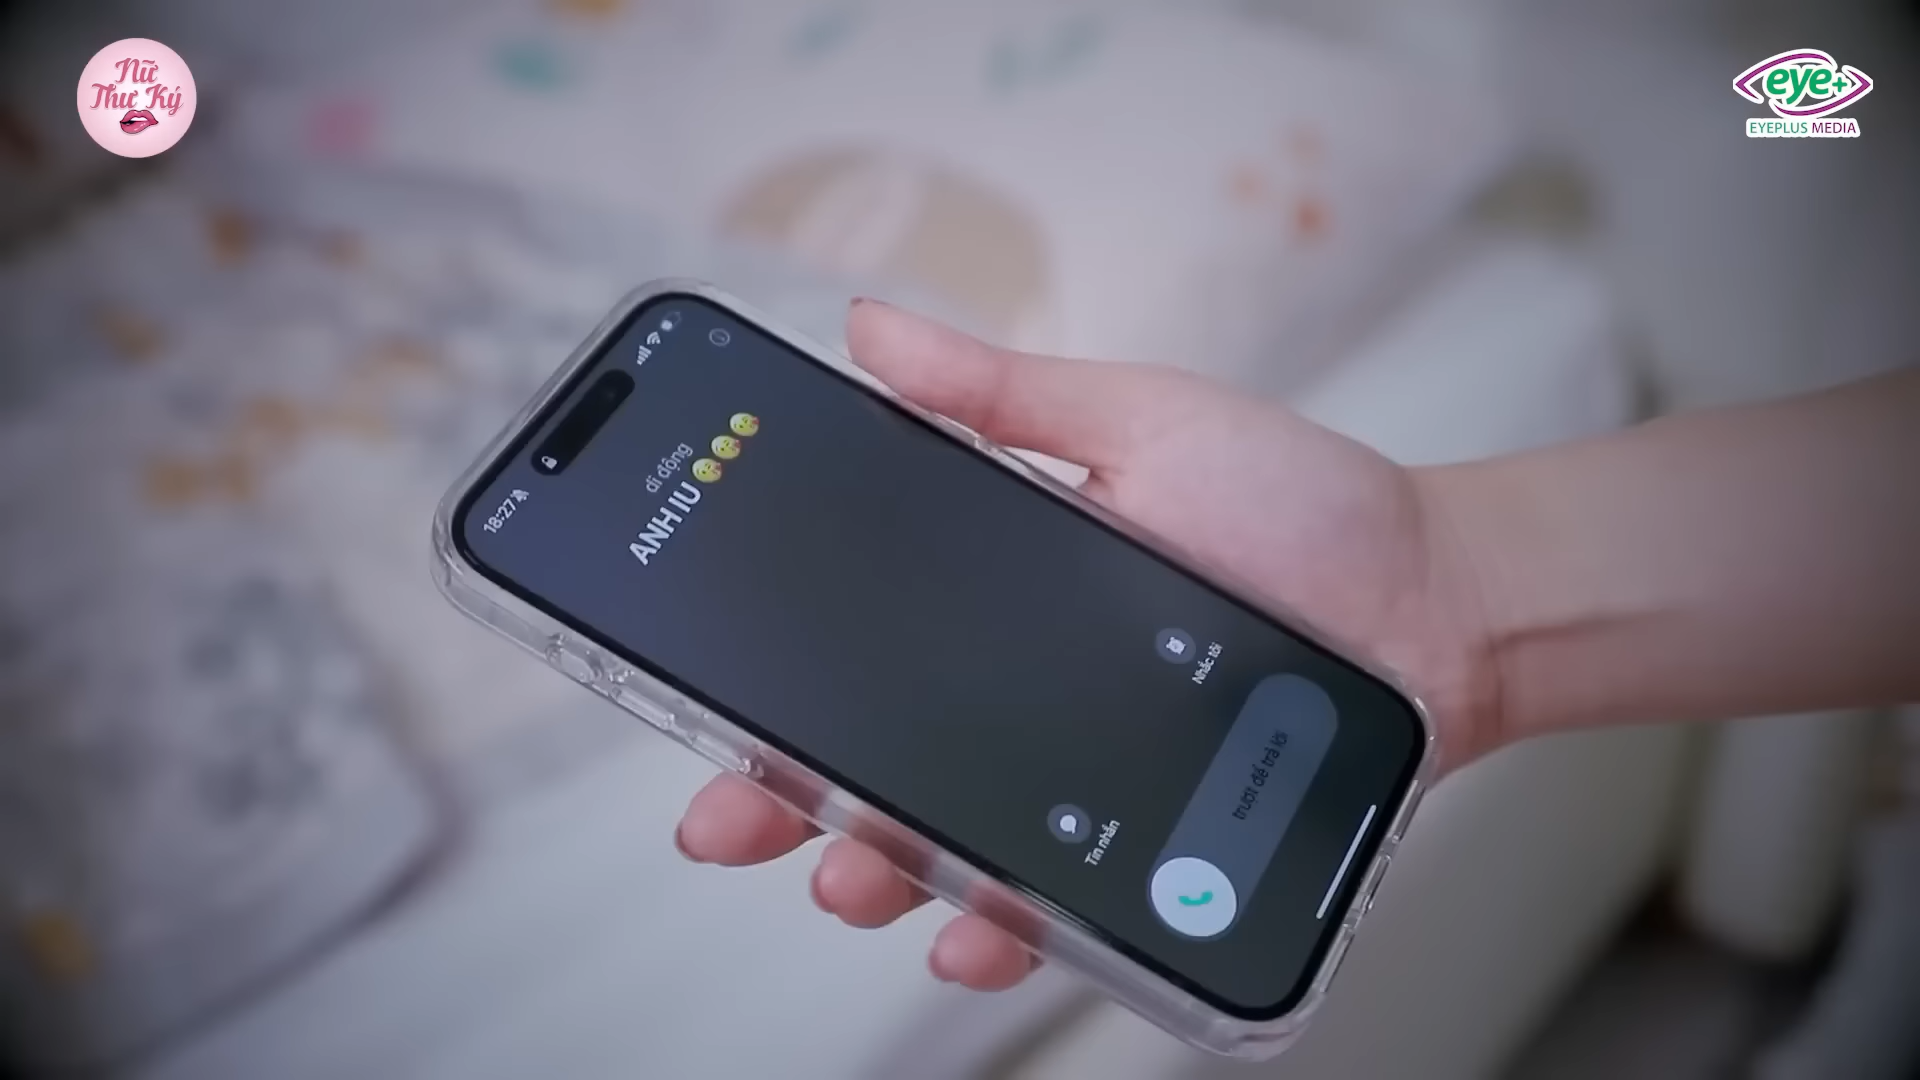 Nữ
Thư Ký
eye+
EYEPLUS MEDIA
18:27
di động
ANH IU 😘😘😘
Nhắc tôi
Tin nhắn
trượt để trả lời